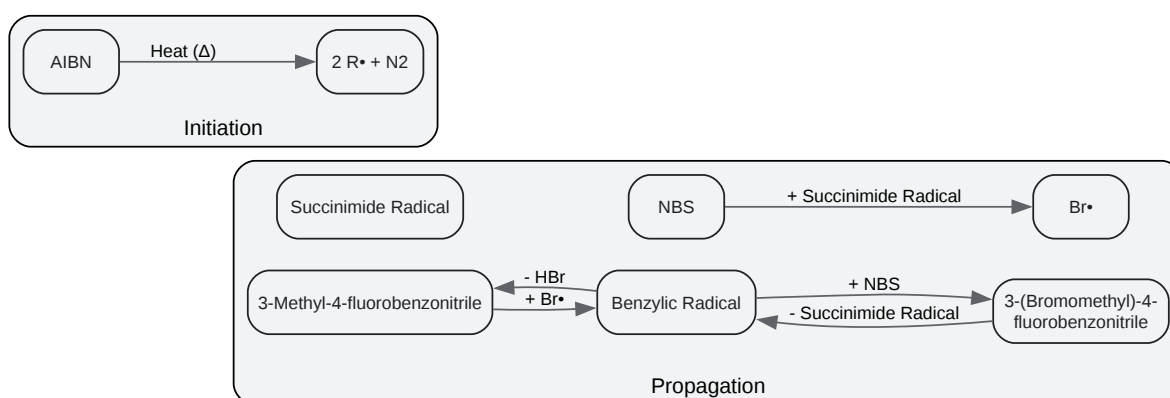 AIBN
Heat (Δ)
2 R• + N2
Initiation
Succinimide Radical
NBS
+ Succinimide Radical
Br•
3-Methyl-4-fluorobenzonitrile
- HBr
+ Br•
Benzylic Radical
+ NBS
- Succinimide Radical
3-(Bromomethyl)-4-
fluorobenzonitrile
Propagation